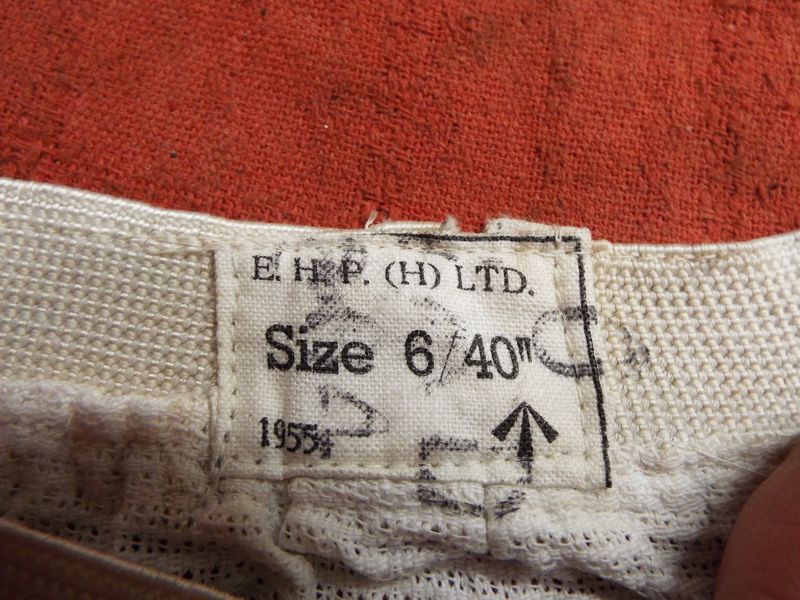 E. H. P. (H) LTD.
Size 6/40"
1955